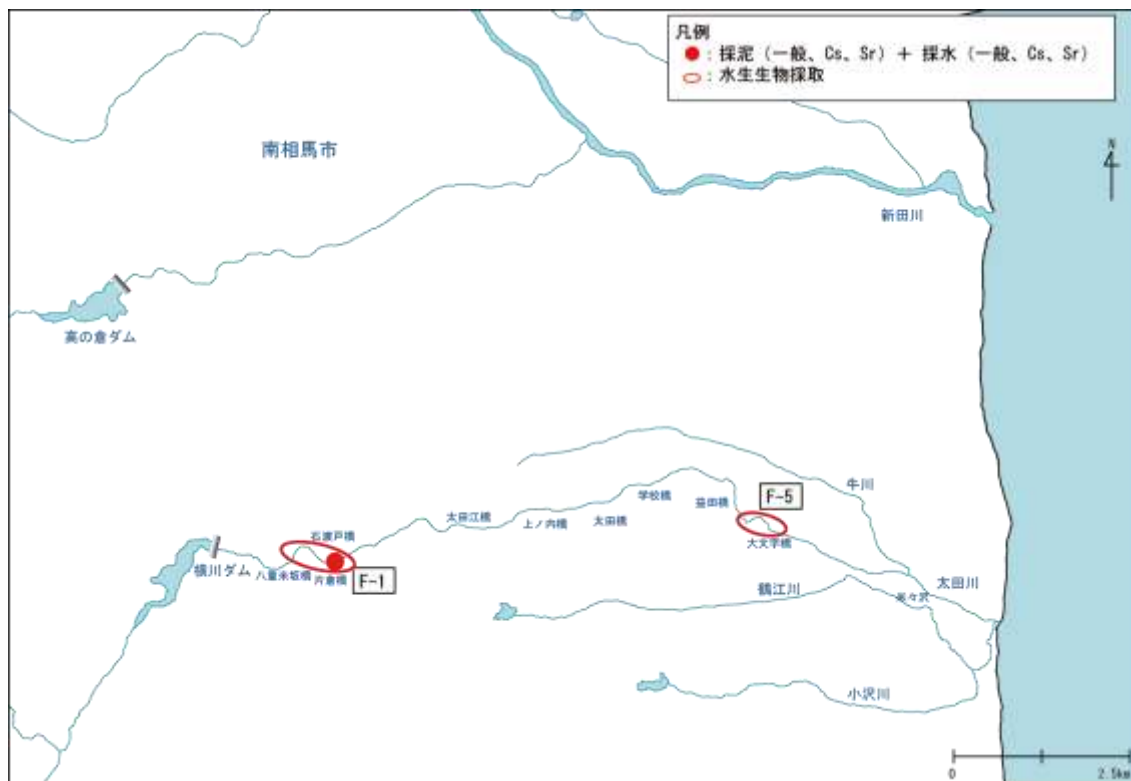 凡例
●：採泥（一般、Cs、Sr）＋ 採水（一般、Cs、Sr）
：水生生物採取
N
南相馬市
新田川
高の倉ダム
牛川
F-5
学校橋
益田橋
太田江橋
上ノ内橋
太田橋
大文字橋
石渡戸橋
横川ダム
八重米坂橋
片倉橋
F-1
鶴江川
太田川
小沢川
0
2.5km